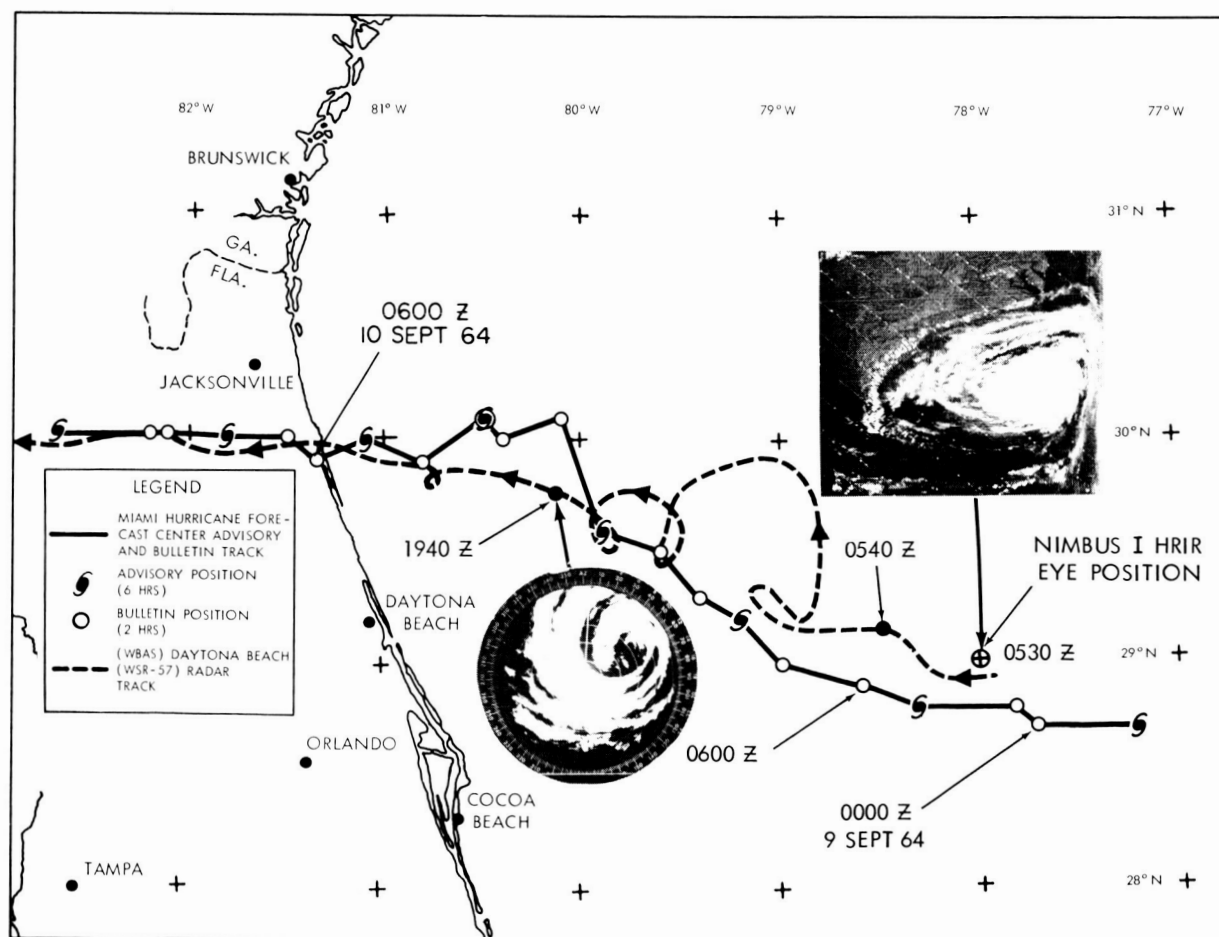 82° W
81° W
80° W
79° W
78° W
77° W
BRUNSWICK
31° N
GA.
FLA.
0600 Z
10 SEPT 64
JACKSONVILLE
30° N
LEGEND
MIAMI HURRICANE FORE-
CAST CENTER ADVISORY
AND BULLETIN TRACK
ADVISORY POSITION
(6 HRS)
BULLETIN POSITION
(2 HRS)
(WBAS) DAYTONA BEACH
(WSR-57) RADAR
TRACK
1940 Z
0540 Z
NIMBUS I HRIR
EYE POSITION
DAYTONA
BEACH
29° N
0530 Z
ORLANDO
0600 Z
COCOA
BEACH
0000 Z
9 SEPT 64
TAMPA
28° N